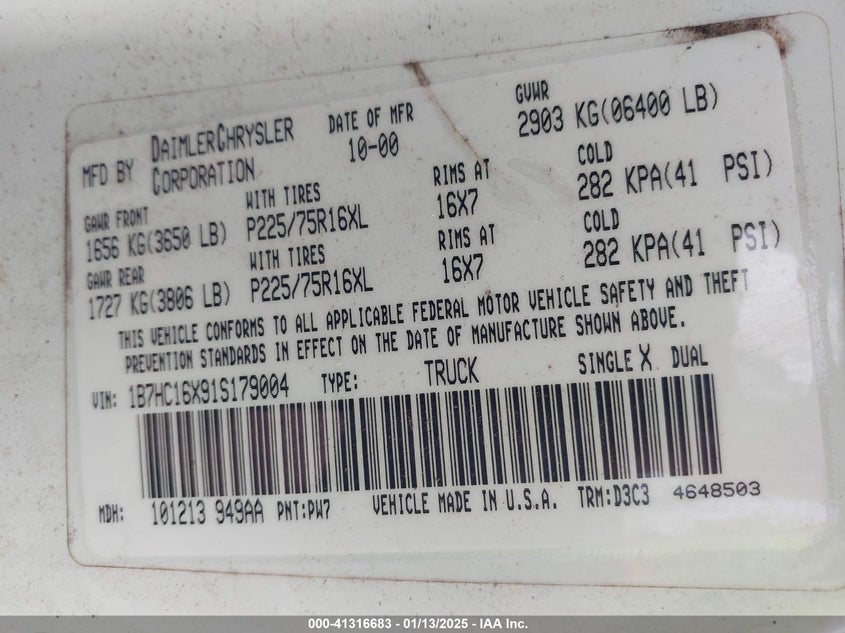 MFD BY DAIMLERCHRYSLER CORPORATION DATE OF MFR 10-00 GVWR 2903 KG(06400 LB)
GAWR FRONT WITH TIRES RIMS AT COLD
1656 KG(3650 LB) P225/75R16XL 16X7 282 KPA(41 PSI)
GAWR REAR WITH TIRES RIMS AT COLD
1727 KG(3806 LB) P225/75R16XL 16X7 282 KPA(41 PSI)
THIS VEHICLE CONFORMS TO ALL APPLICABLE FEDERAL MOTOR VEHICLE SAFETY AND THEFT
PREVENTION STANDARDS IN EFFECT ON THE DATE OF MANUFACTURE SHOWN ABOVE.
VIN: 1B7HC16X91S179004 TYPE: TRUCK SINGLE X DUAL
MDH: 101213 949AA PNT:PW7 VEHICLE MADE IN U.S.A. TRM:D3C3 4648503
000-41316683 - 01/13/2025 - IAA Inc.